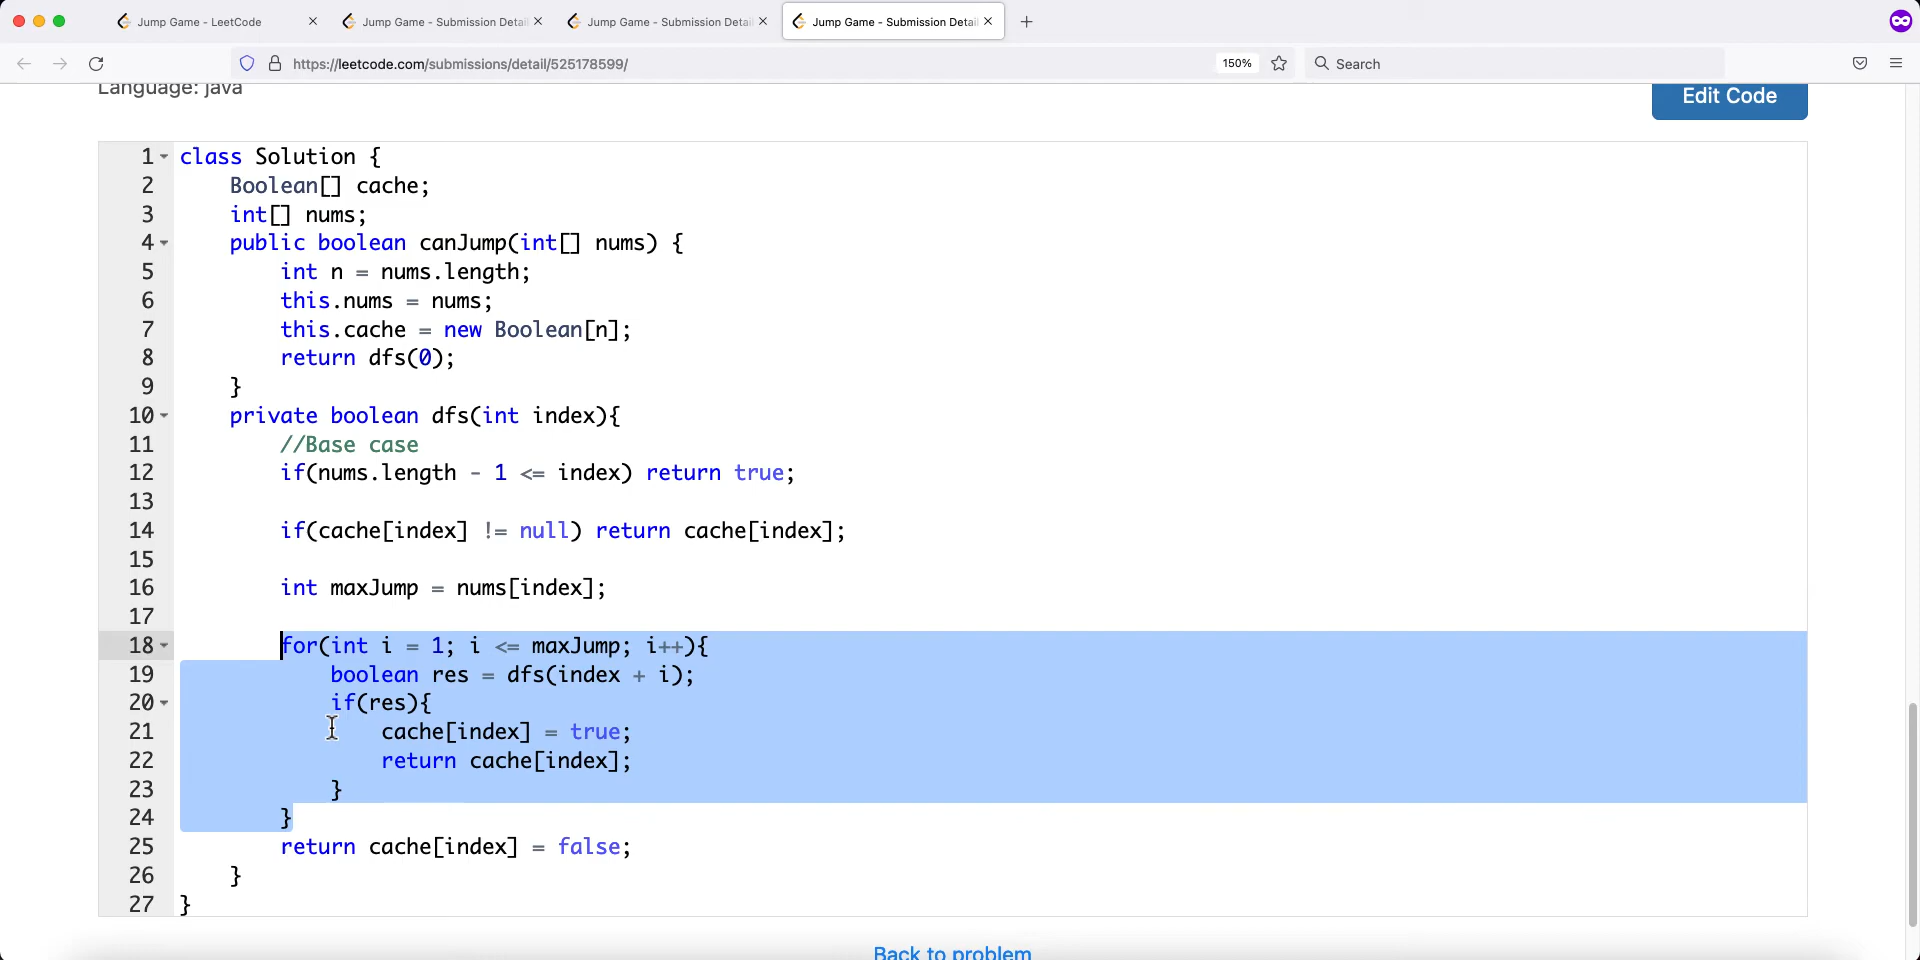 Jump Game - LeetCode
Jump Game - Submission Detai
Jump Game - Submission Detai
Jump Game - Submission Detai
https://leetcode.com/submissions/detail/525178599/
150%
Search
Language: java
Edit Code
1 class Solution {
2 Boolean[] cache;
3 int[] nums;
4 public boolean canJump(int[] nums) {
5 int n = nums.length;
6 this.nums = nums;
7 this.cache = new Boolean[n];
8 return dfs(0);
9 }
10 private boolean dfs(int index){
11 //Base case
12 if(nums.length - 1 <= index) return true;
13
14 if(cache[index] != null) return cache[index];
15
16 int maxJump = nums[index];
17
18 for(int i = 1; i <= maxJump; i++){
19 boolean res = dfs(index + i);
20 if(res){
21 cache[index] = true;
22 return cache[index];
23 }
24 }
25 return cache[index] = false;
26 }
27 }
Back to problem